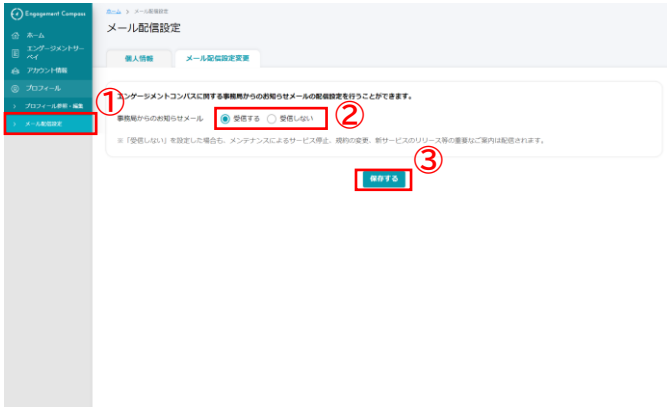 Engagement Compass
ホーム
エンゲージメントサーベイ
アカウント情報
プロフィール
プロフィール参照・編集
メール配信設定
ホーム > メール配信設定
メール配信設定
個人情報
メール配信設定変更
エンゲージメントコンパスに関する事務局からのお知らせメールの配信設定を行うことができます。
①
事務局からのお知らせメール
受信する
受信しない
②
※「受信しない」を設定した場合も、メンテナンスによるサービス停止、規約の変更、新サービスのリリース等の重要なご案内は配信されます。
③
保存する